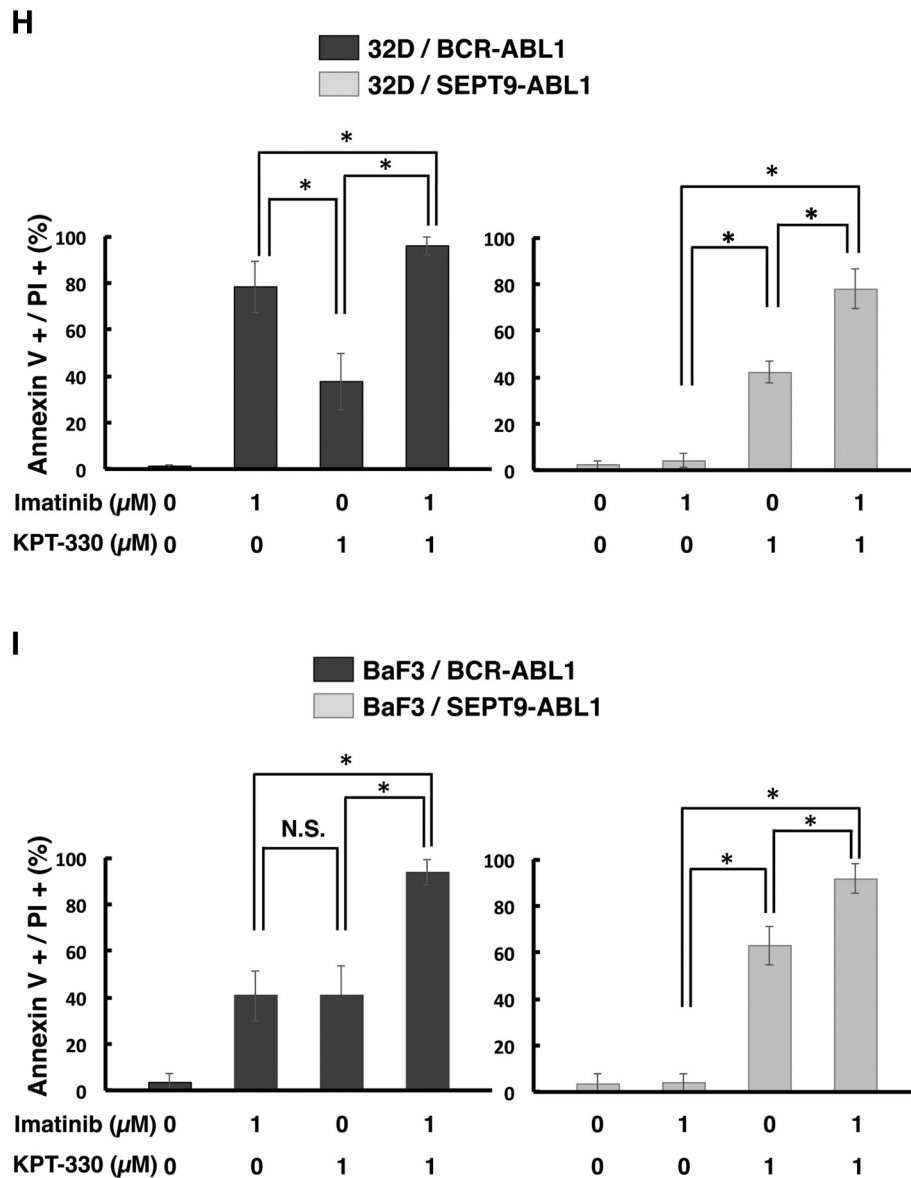 H
32D / BCR-ABL1
32D / SEPT9-ABL1
* * * * * *
Annexin V + / PI + (%)
100 80 60 40 20 0
100 80 60 40 20 0
Imatinib (µM) 0 1 0 1 0 1 0 1
KPT-330 (µM) 0 0 1 1 0 0 1 1
I
BaF3 / BCR-ABL1
BaF3 / SEPT9-ABL1
* * N.S. * * *
Annexin V + / PI + (%)
100 80 60 40 20 0
100 80 60 40 20 0
Imatinib (µM) 0 1 0 1 0 1 0 1
KPT-330 (µM) 0 0 1 1 0 0 1 1